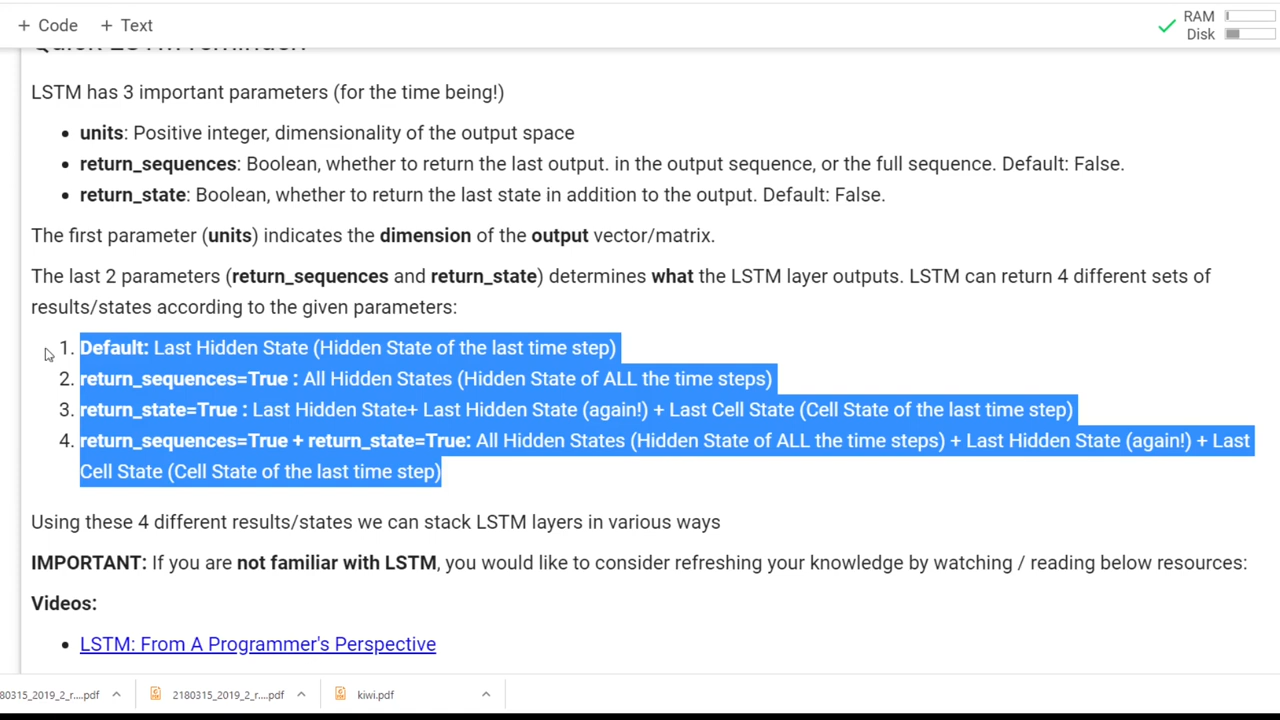 + Code + Text
RAM
Disk
Quick LSTM reminder:
LSTM has 3 important parameters (for the time being!)
• units: Positive integer, dimensionality of the output space
• return_sequences: Boolean, whether to return the last output. in the output sequence, or the full sequence. Default: False.
• return_state: Boolean, whether to return the last state in addition to the output. Default: False.
The first parameter (units) indicates the dimension of the output vector/matrix.
The last 2 parameters (return_sequences and return_state) determines what the LSTM layer outputs. LSTM can return 4 different sets of
results/states according to the given parameters:
1. Default: Last Hidden State (Hidden State of the last time step)
2. return_sequences=True : All Hidden States (Hidden State of ALL the time steps)
3. return_state=True : Last Hidden State+ Last Hidden State (again!) + Last Cell State (Cell State of the last time step)
4. return_sequences=True + return_state=True: All Hidden States (Hidden State of ALL the time steps) + Last Hidden State (again!) + Last
Cell State (Cell State of the last time step)
Using these 4 different results/states we can stack LSTM layers in various ways
IMPORTANT: If you are not familiar with LSTM, you would like to consider refreshing your knowledge by watching / reading below resources:
Videos:
• LSTM: From A Programmer's Perspective
80315_2019_2_r....pdf 2180315_2019_2_r....pdf kiwi.pdf